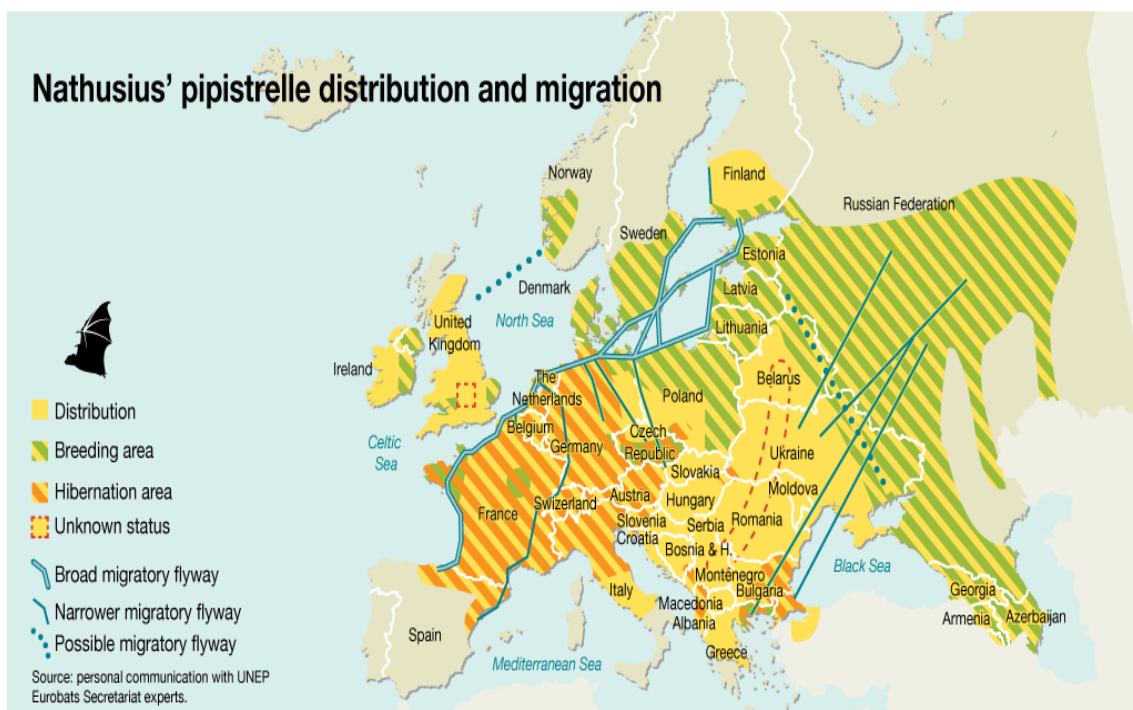 Nathusius’ pipistrelle distribution and migration
Norway
Finland
Russian Federation
Sweden
Estonia
Denmark
Latvia
North Sea
United
Kingdom
Lithuania
Ireland
The
Netherlands
Belarus
Poland
Belgium
Celtic
Sea
Germany
Czech
Republic
Ukraine
Slovakia
Moldova
France
Swizerland
Austria
Hungary
Slovenia
Croatia
Serbia
Romania
Bosnia & H.
Black Sea
Montenegro
Bulgaria
Italy
Macedonia
Albania
Georgia
Armenia
Azerbaijan
Spain
Mediterranean Sea
Greece
Distribution
Breeding area
Hibernation area
Unknown status
Broad migratory flyway
Narrower migratory flyway
Possible migratory flyway
Source: personal communication with UNEP
Eurobats Secretariat experts.